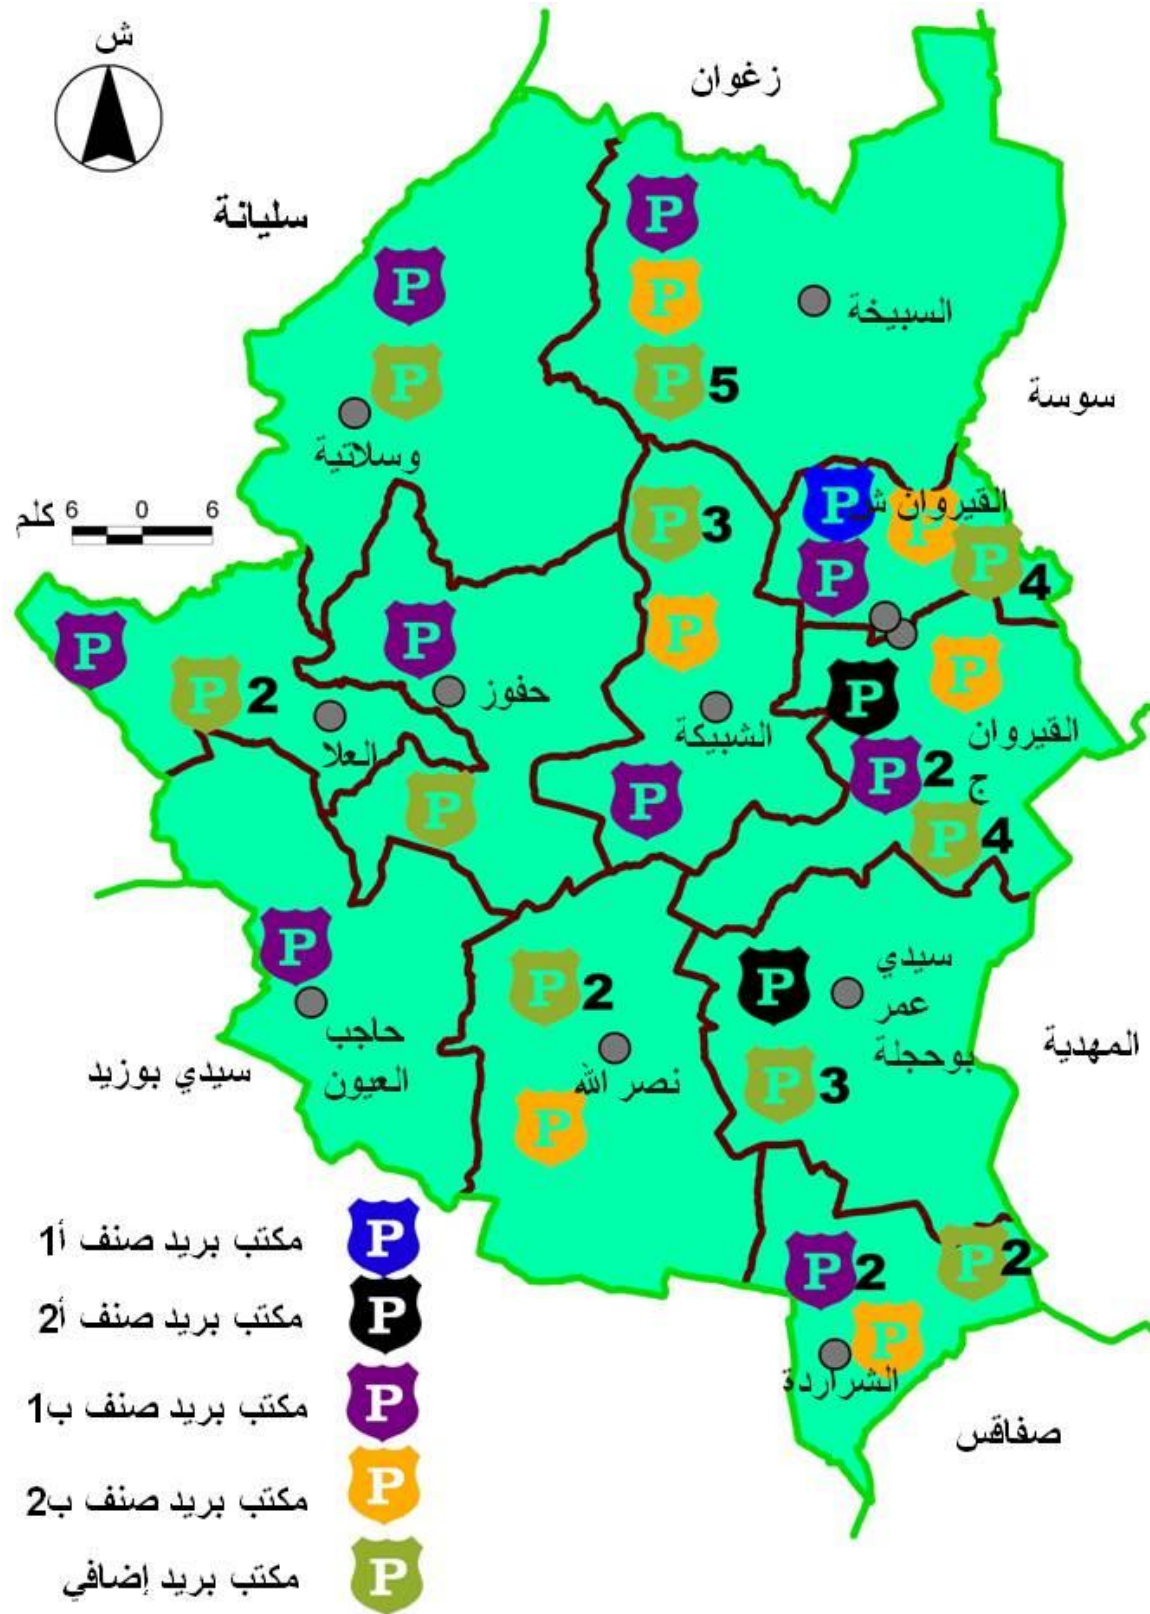 ش
زغوان
سليانة
P
P
السبيخة
P
P
P 5
سوسة
وسلاتية
كلم 6 0 6
P 3
القيروان ش
P
P
P
P 4
P
P
P
P
P 2
حفوز
العلا
الشبيكة
P
P
القيروان
ج
P 2
P
P
P 4
P
حاجب
العيون
سيدي بوزيد
P 2
نصر الله
P
P
سيدي
عمر
بوحجلة
P 3
المهدية
P 2
P 2
P
الشراردة
صفاقس
مكتب بريد صنف أ1 P
مكتب بريد صنف أ2 P
مكتب بريد صنف ب1 P
مكتب بريد صنف ب2 P
مكتب بريد إضافي P